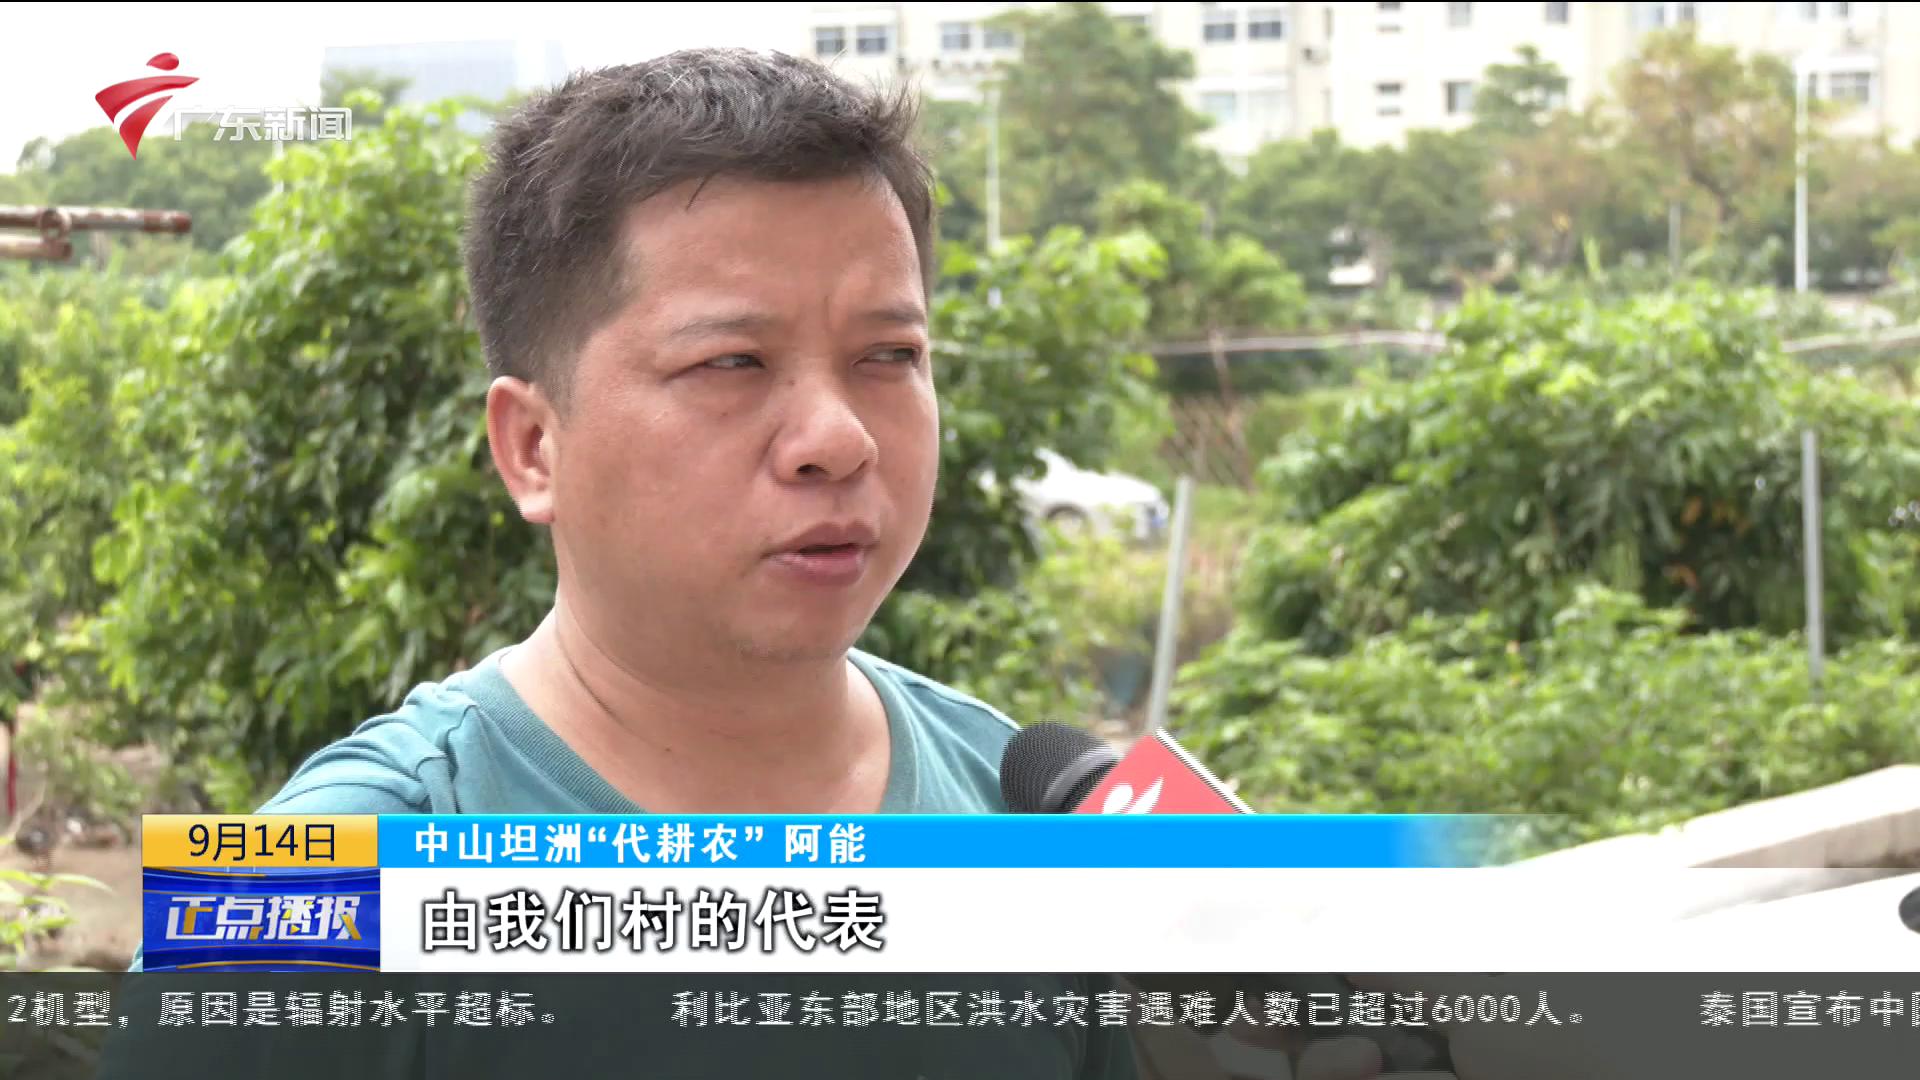 广东新闻
9月14日
中山坦洲“代耕农” 阿能
正点播报
由我们村的代表
2机型，原因是辐射水平超标。 利比亚东部地区洪水灾害遇难人数已超过6000人。 泰国宣布中